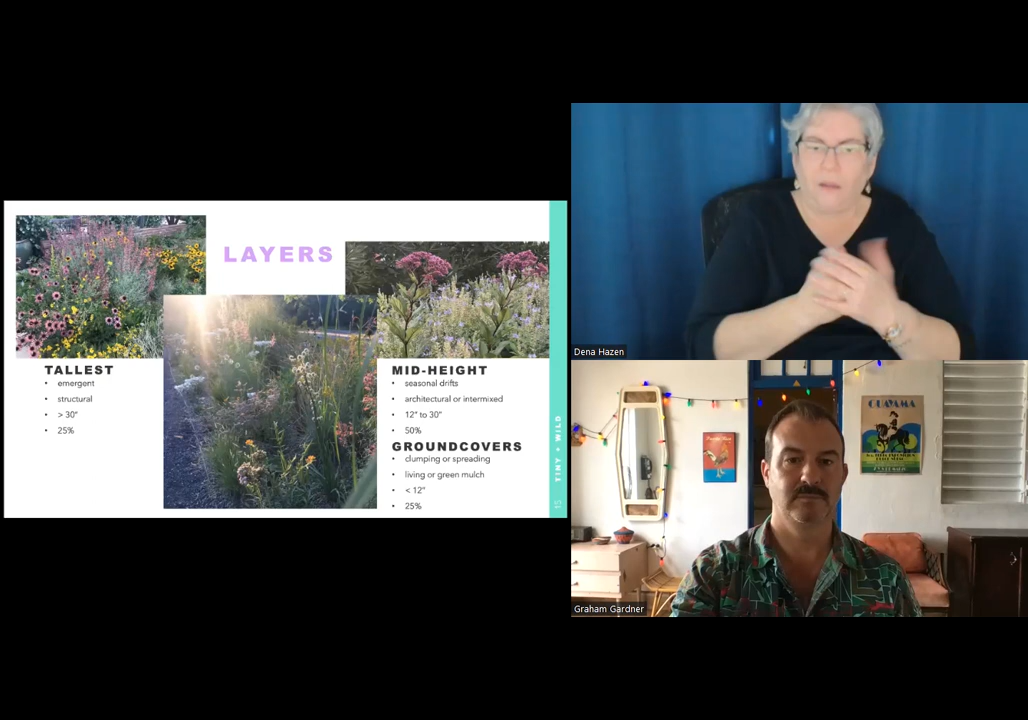 LAYERS
TALLEST
• emergent
• structural
• > 30"
• 25%
MID-HEIGHT
• seasonal drifts
• architectural or intermixed
• 12" to 30"
• 50%
GROUNDCOVERS
• clumping or spreading
• living or green mulch
• < 12"
• 25%
TINY + WILD
Dena Hazen
GUAYAMA
Graham Gardner